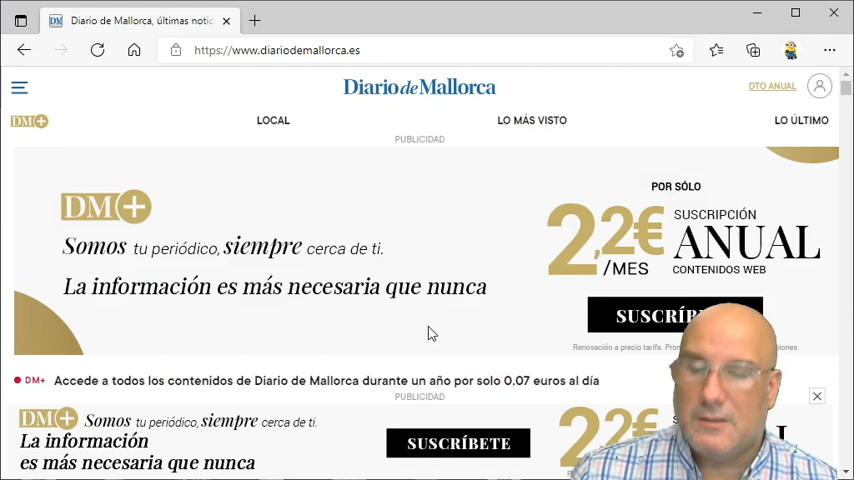 Diario de Mallorca, últimas notic
https://www.diariodemallorca.es
DiariodeMallorca
DTO ANUAL
DM+
LOCAL
LO MÁS VISTO
LO ÚLTIMO
PUBLICIDAD
DM+
Somos tu periódico, siempre cerca de ti.
La información es más necesaria que nunca
POR SÓLO
2,2€
/MES
SUSCRIPCIÓN
ANUAL
CONTENIDOS WEB
Renovación a precio tarifa.
DM+ Accede a todos los contenidos de Diario de Mallorca durante un año por solo 0,07 euros al día
PUBLICIDAD
DM+ Somos tu periódico, siempre cerca de ti.
La información
es más necesaria que nunca
SUSCRÍBETE
2,2€